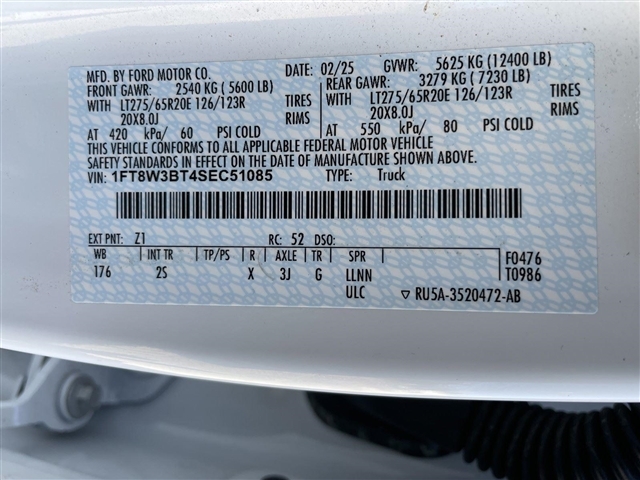 MFD. BY FORD MOTOR CO. DATE: 02/25 GVWR: 5625 KG (12400 LB)
FRONT GAWR: 2540 KG (5600 LB) REAR GAWR: 3279 KG (7230 LB)
WITH LT275/65R20E 126/123R TIRES WITH LT275/65R20E 126/123R TIRES
20X8.0J RIMS 20X8.0J RIMS
AT 420 kPa/ 60 PSI COLD AT 550 kPa/ 80 PSI COLD
THIS VEHICLE CONFORMS TO ALL APPLICABLE FEDERAL MOTOR VEHICLE
SAFETY STANDARDS IN EFFECT ON THE DATE OF MANUFACTURE SHOWN ABOVE.
VIN: 1FT8W3BT4SEC51085 TYPE: Truck
EXT PNT: Z1 RC: 52 DSO:
WB INT TR TP/PS R AXLE TR SPR F0476
176 2S X 3J G LLNN T0986
ULC ▽ RU5A-3520472-AB